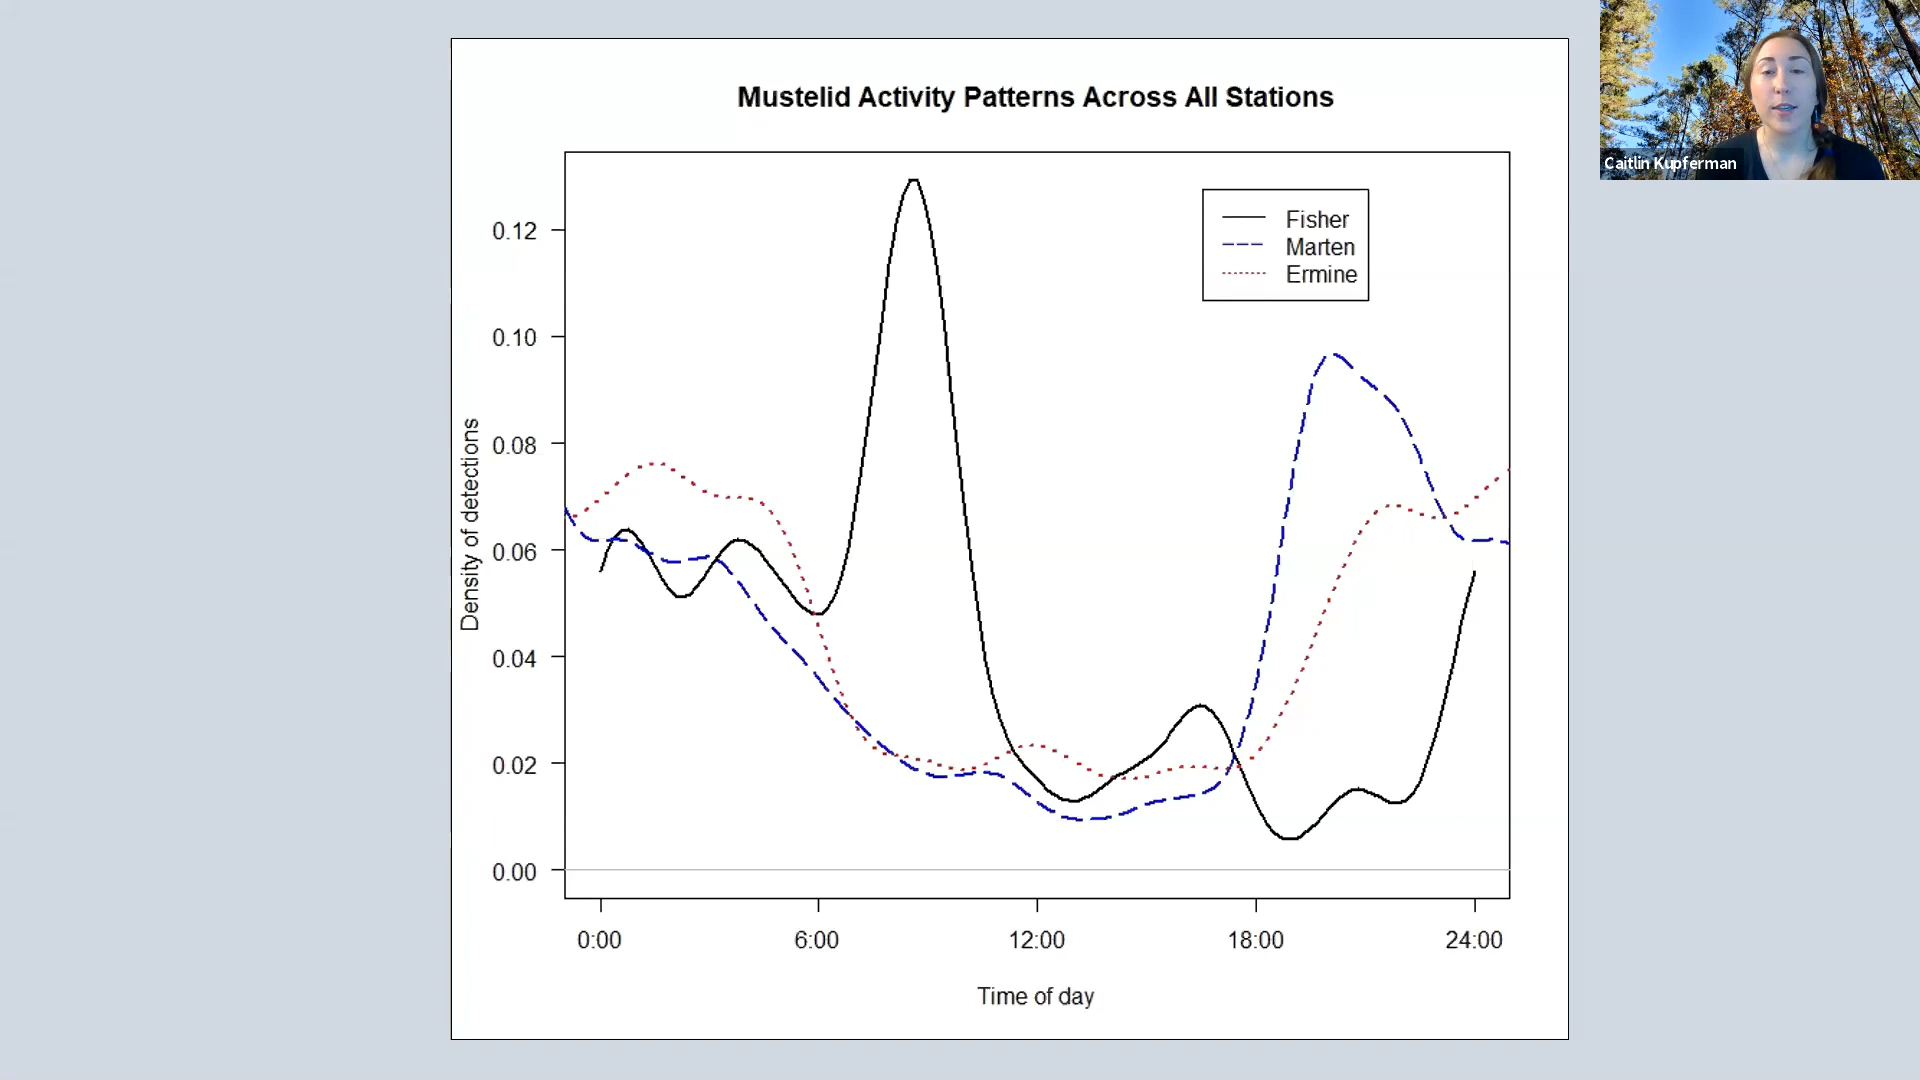 Mustelid Activity Patterns Across All Stations
Fisher
Marten
Ermine
0.12
0.10
0.08
0.06
0.04
0.02
0.00
Density of detections
0:00
6:00
12:00
18:00
24:00
Time of day
Caitlin Kupferman